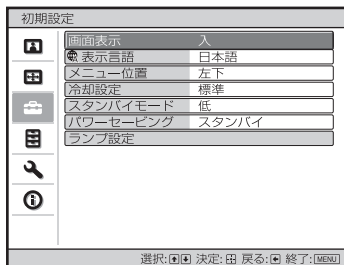 初期設定
画面表示 入
表示言語 日本語
メニュー位置 左下
冷却設定 標準
スタンバイモード 低
パワーセービング スタンバイ
ランプ設定
選択: 決定: 戻る: 終了:MENU